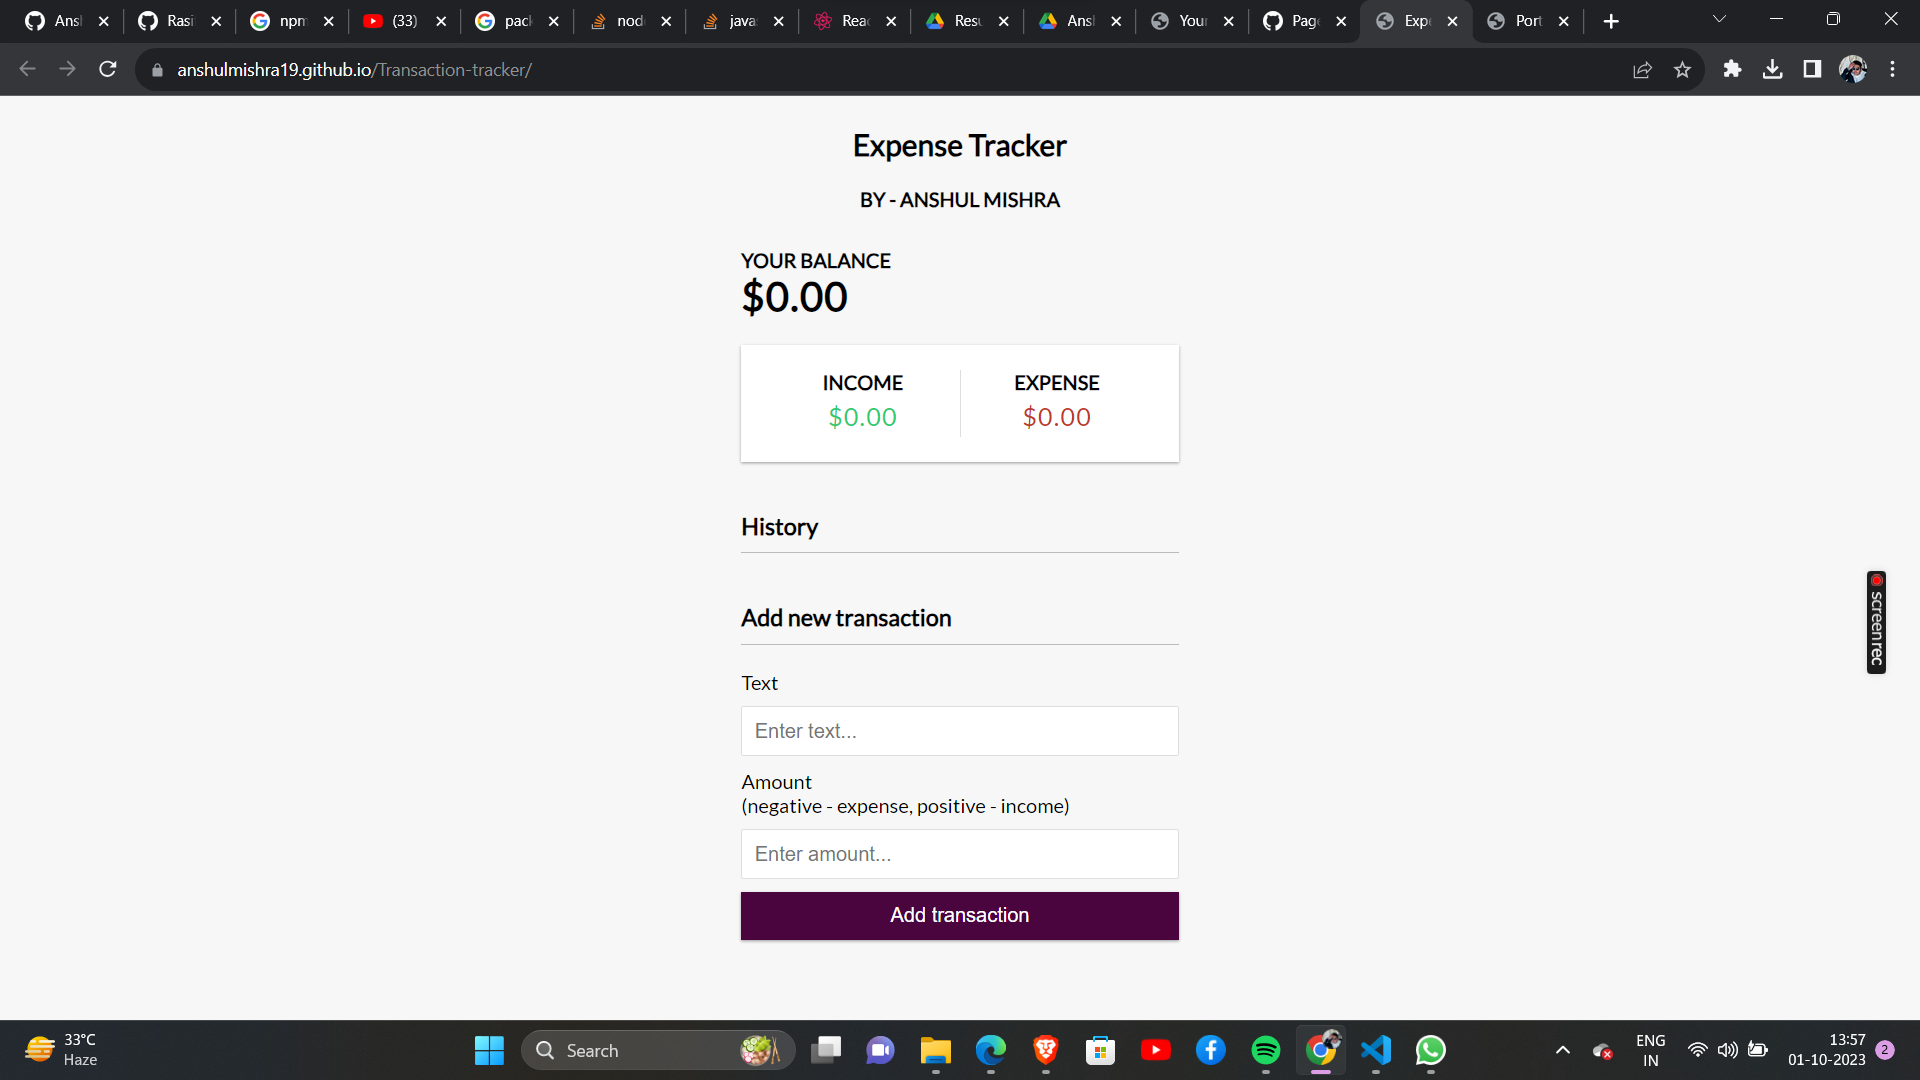 Ansl
Rasi
npm
(33)
pack
nod
java
Reac
Resu
Ansl
Your
Page
Expe
Port
anshulmishra19.github.io/Transaction-tracker/
Expense Tracker
BY - ANSHUL MISHRA
YOUR BALANCE
$0.00
INCOME
EXPENSE
$0.00
$0.00
History
Add new transaction
Text
Enter text...
Amount
(negative - expense, positive - income)
Enter amount...
Add transaction
screenrec
33°C
Haze
Search
ENG
IN
13:57
01-10-2023
2